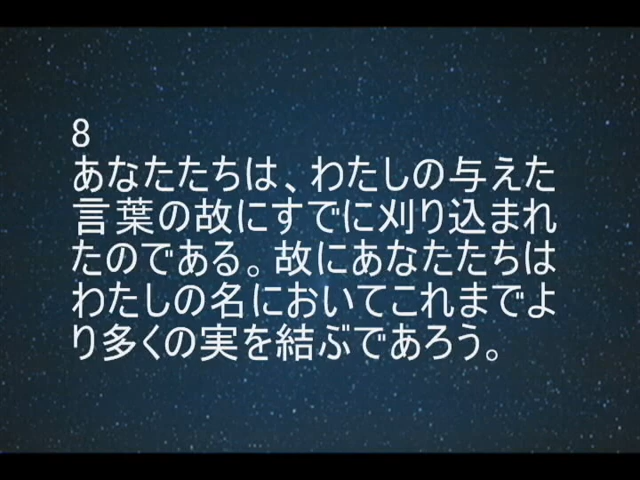 8
あなたたちは、わたしの与えた
言葉の故にすでに刈り込まれ
たのである。故にあなたたちは
わたしの名においてこれまでよ
り多くの実を結ぶであろう。